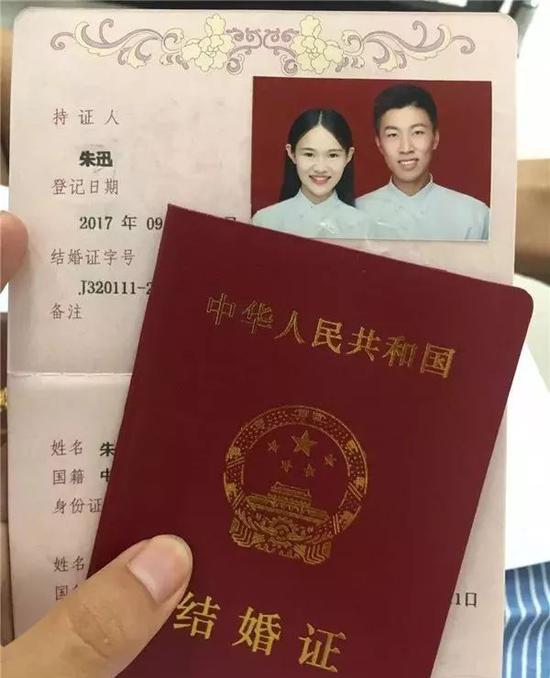 持证人
朱迅
登记日期
2017 年 09
结婚证字号
J320111-2
备注
中华人民共和国
结婚证
姓名 朱
国籍 中
身份证
姓名
国
1日